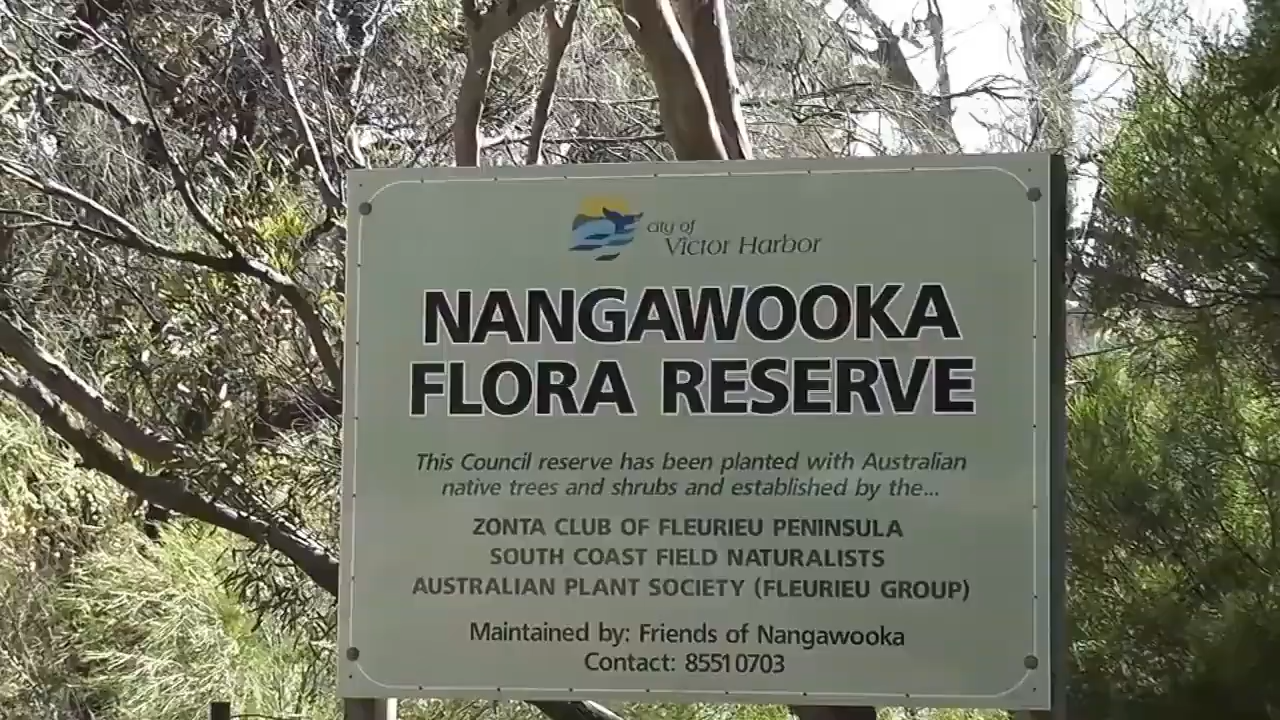 city of
Victor Harbor
NANGAWOOKA
FLORA RESERVE
This Council reserve has been planted with Australian
native trees and shrubs and established by the...
ZONTA CLUB OF FLEURIEU PENINSULA
SOUTH COAST FIELD NATURALISTS
AUSTRALIAN PLANT SOCIETY (FLEURIEU GROUP)
Maintained by: Friends of Nangawooka
Contact: 85510703